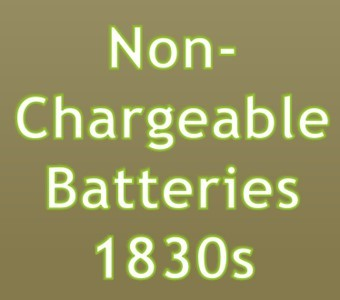 Non-
Chargeable
Batteries
1830s